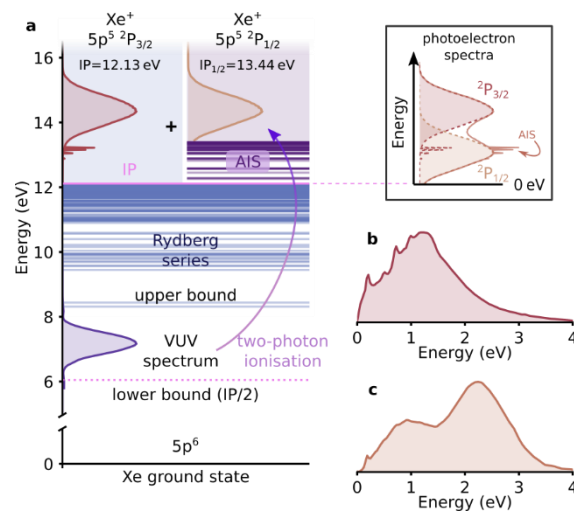 a
Xe⁺ Xe⁺
5p⁵ ²P₃/₂ 5p⁵ ²P₁/₂
IP=12.13 eV IP₁/₂=13.44 eV
16
14
12
10
8
6
0
Energy (eV)
+
IP
AIS
Rydberg
series
upper bound
VUV
spectrum
two-photon
ionisation
lower bound (IP/2)
5p⁶
Xe ground state
photoelectron
spectra
Energy
²P₃/₂
AIS
²P₁/₂
0 eV
b
0 1 2 3 4
Energy (eV)
c
0 1 2 3 4
Energy (eV)